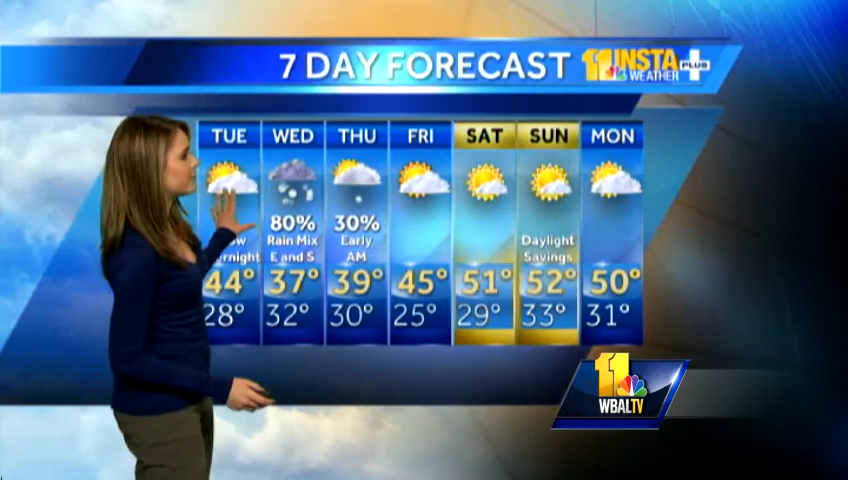 7 DAY FORECAST
11 INSTA
WEATHER PLUS
TUE WED THU FRI SAT SUN MON
80% 30%
Rain Mix Early Daylight
E and S AM Savings
44° 37° 39° 45° 51° 52° 50°
28° 32° 30° 25° 29° 33° 31°
11
WBALTV